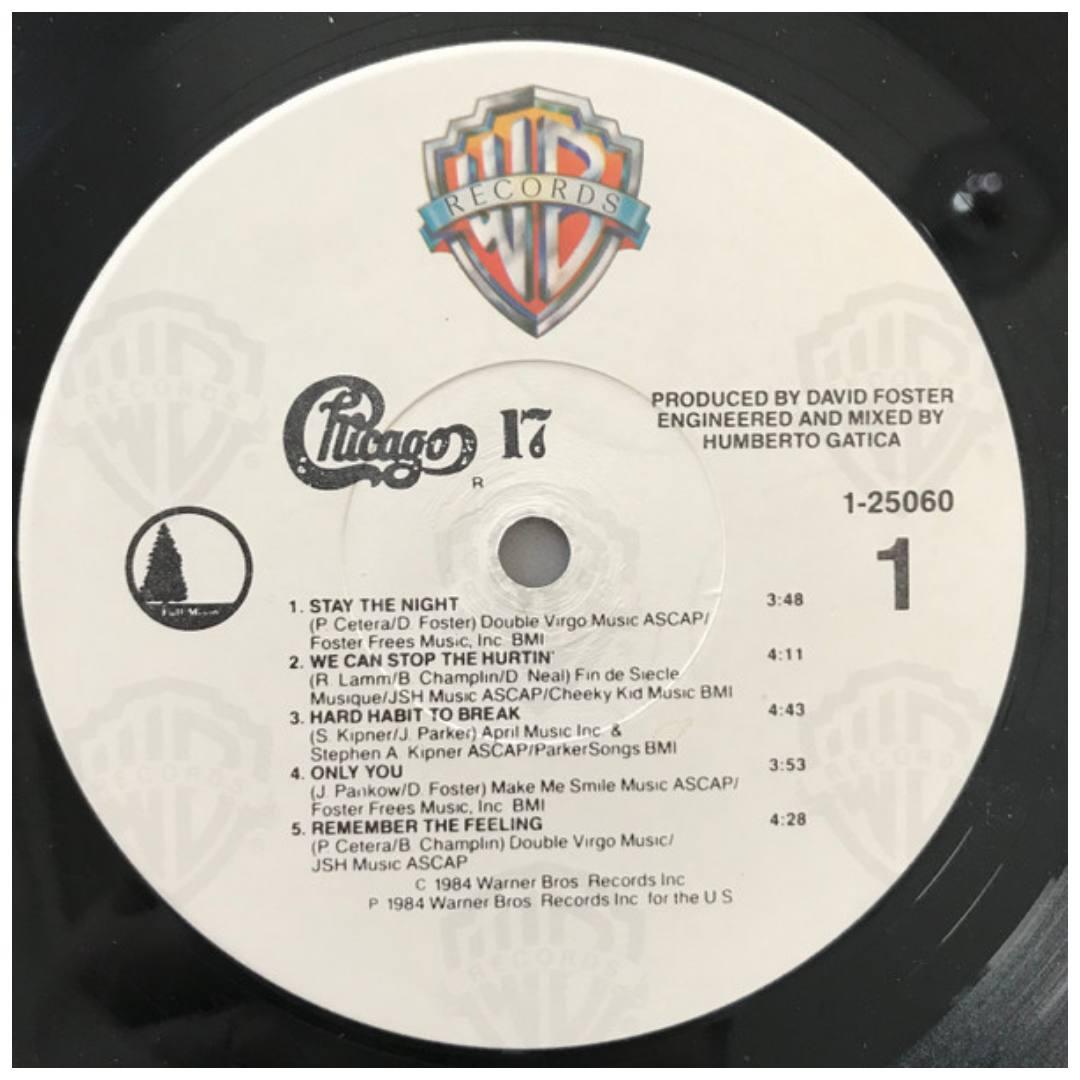 WB
RECORDS
Chicago 17
R
PRODUCED BY DAVID FOSTER
ENGINEERED AND MIXED BY
HUMBERTO GATICA
1-25060
1
Full Moon
1. STAY THE NIGHT 3:48
(P. Cetera/D. Foster) Double Virgo Music ASCAP/
Foster Frees Music, Inc. BMI
2. WE CAN STOP THE HURTIN' 4:11
(R. Lamm/B. Champlin/D. Neal) Fin de Siecle
Musique/JSH Music ASCAP/Cheeky Kid Music BMI
3. HARD HABIT TO BREAK 4:43
(S. Kipner/J. Parker) April Music Inc. &
Stephen A. Kipner ASCAP/ParkerSongs BMI
4. ONLY YOU 3:53
(J. Pankow/D. Foster) Make Me Smile Music ASCAP/
Foster Frees Music, Inc. BMI
5. REMEMBER THE FEELING 4:28
(P. Cetera/B. Champlin) Double Virgo Music/
JSH Music ASCAP
C 1984 Warner Bros. Records Inc.
P 1984 Warner Bros. Records Inc. for the U.S.